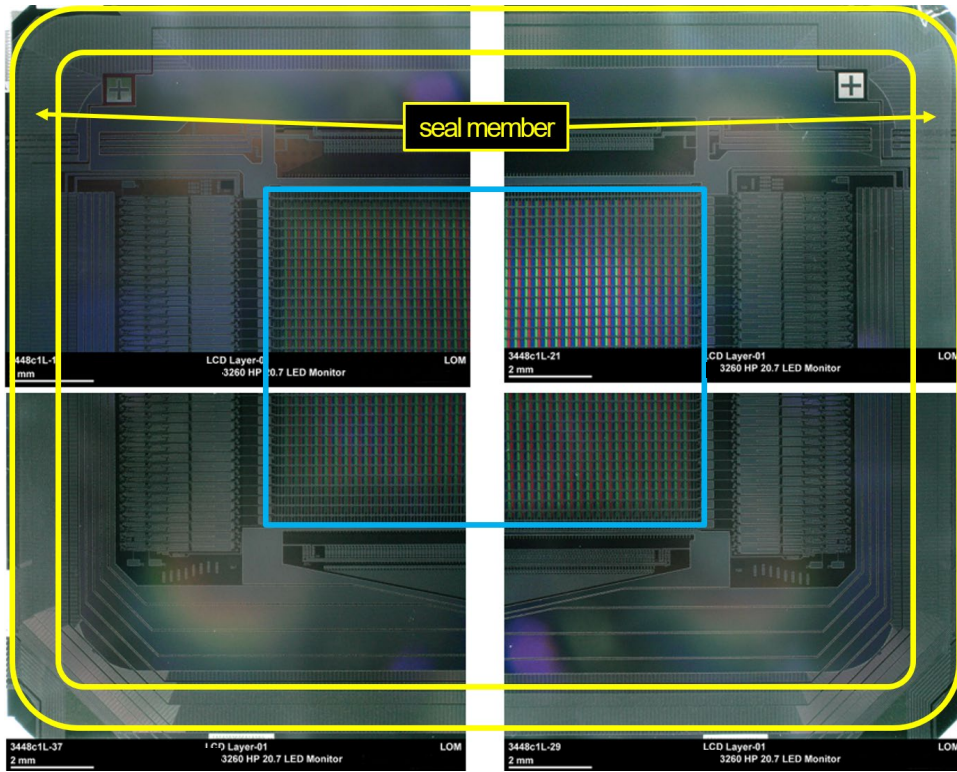 seal member
3448c1L-1
mm
LCD Layer-0
LOM
3260 HP 20.7 LED Monitor
3448c1L-21
2 mm
LCD Layer-01
LOM
3260 HP 20.7 LED Monitor
3448c1L-37
2 mm
LCD Layer-01
LOM
3260 HP 20.7 LED Monitor
3448c1L-29
2 mm
LCD Layer-01
LOM
3260 HP 20.7 LED Monitor